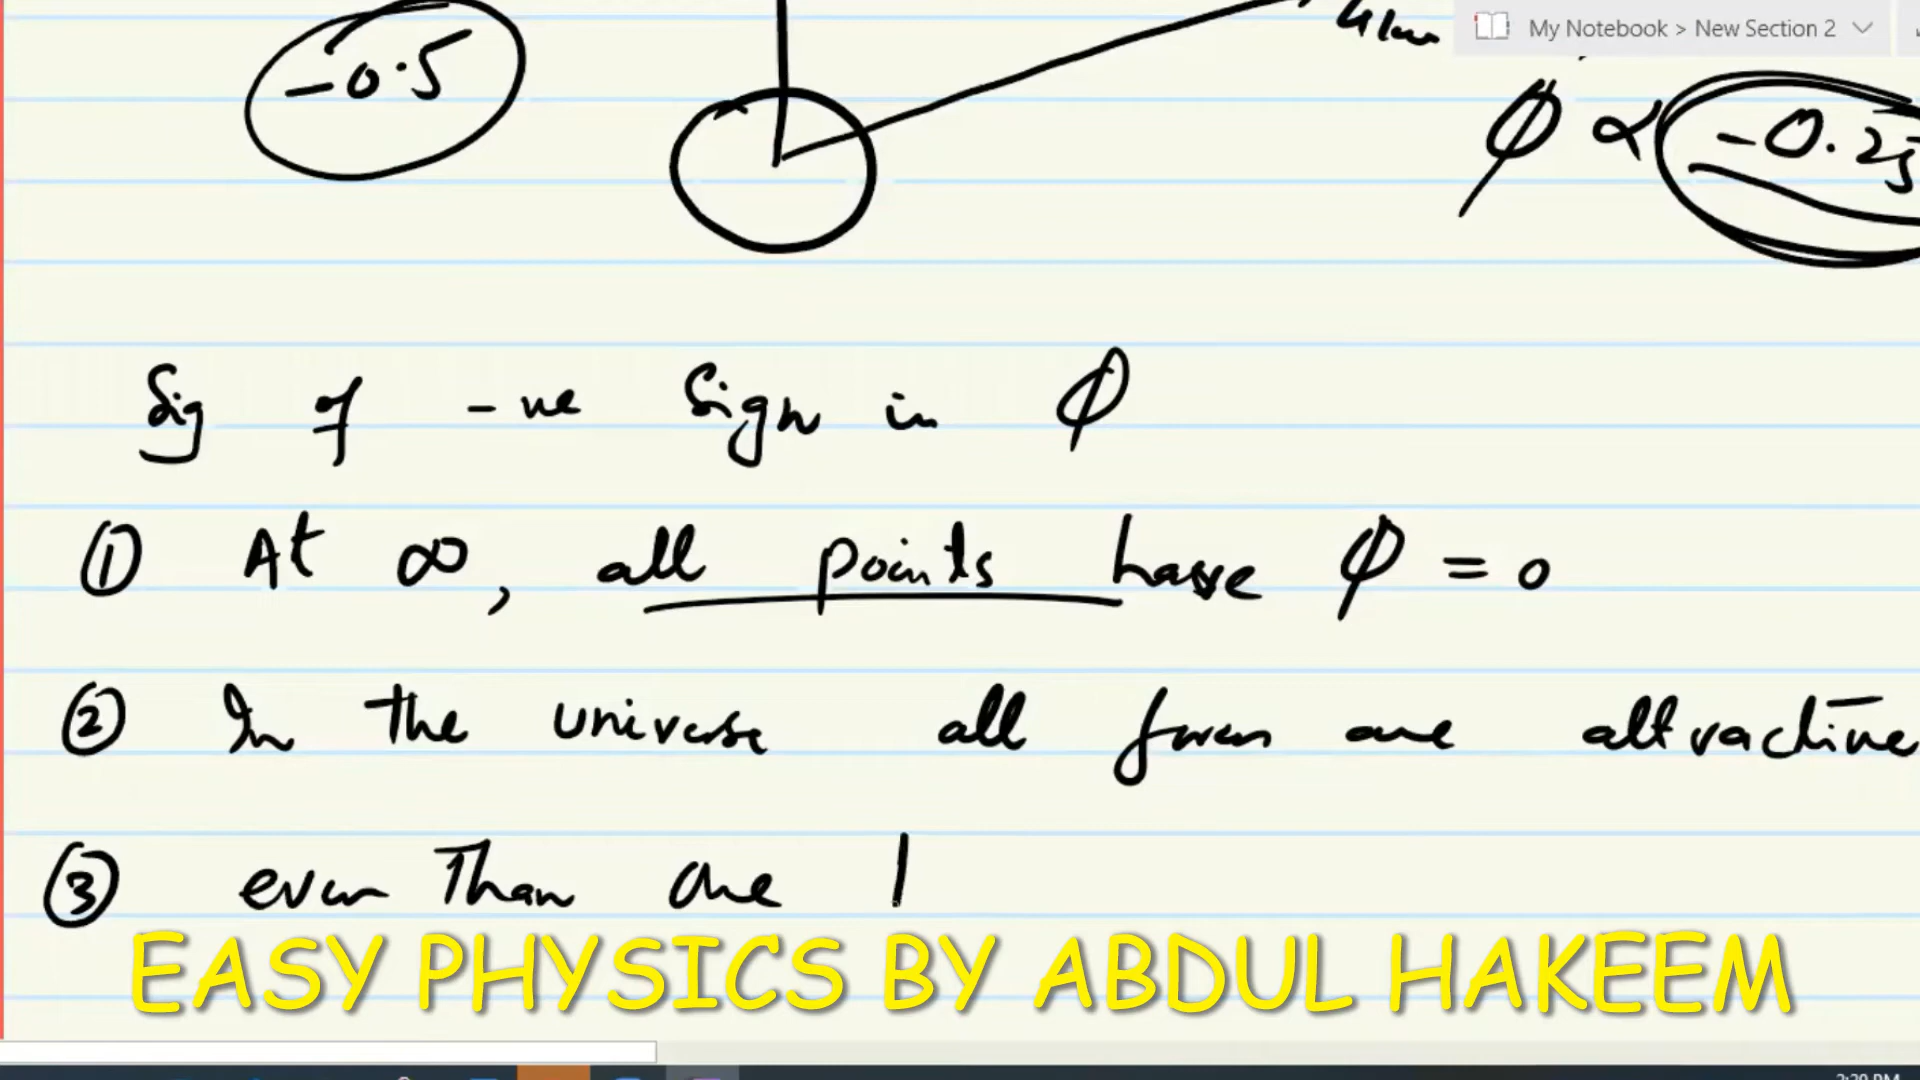 My Notebook > New Section 2
-0.5
φ ∝ -0.25
Sig of -ve Sign in φ
① At ∞, all points have φ = 0
② In the universe all forces are attractive
③ even than one
EASY PHYSICS BY ABDUL HAKEEM